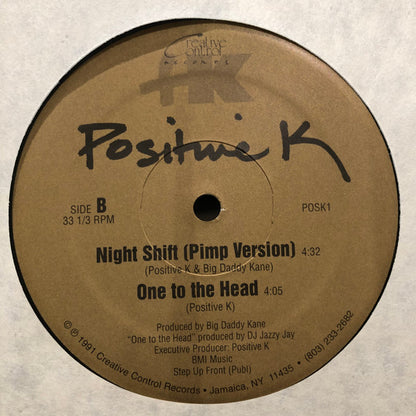 Creative
Control
records
+K
Positive K
SIDE B
33 1/3 RPM
POSK1
Night Shift (Pimp Version) 4:32
(Positive K & Big Daddy Kane)
One to the Head 4:05
(Positive K)
Produced by Big Daddy Kane
"One to the Head" produced by DJ Jazzy Jay
Executive Producer: Positive K
BMI Music
Step Up Front (Publ)
© ℗ 1991 Creative Control Records • Jamaica, NY 11435 • (803) 233-2682